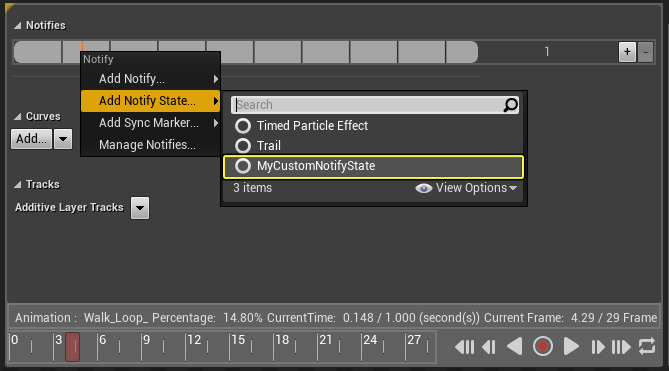 Notifies
1 + -
Notify
Add Notify...
Add Notify State...
Search
Curves
Add...
Add Sync Marker...
Timed Particle Effect
Manage Notifies...
Trail
MyCustomNotifyState
Tracks
3 items View Options
Additive Layer Tracks
Animation : Walk_Loop_ Percentage: 14.80% CurrentTime: 0.148 / 1.000 (second(s)) Current Frame: 4.29 / 29 Frame
0 3 6 9 12 15 18 21 24 27